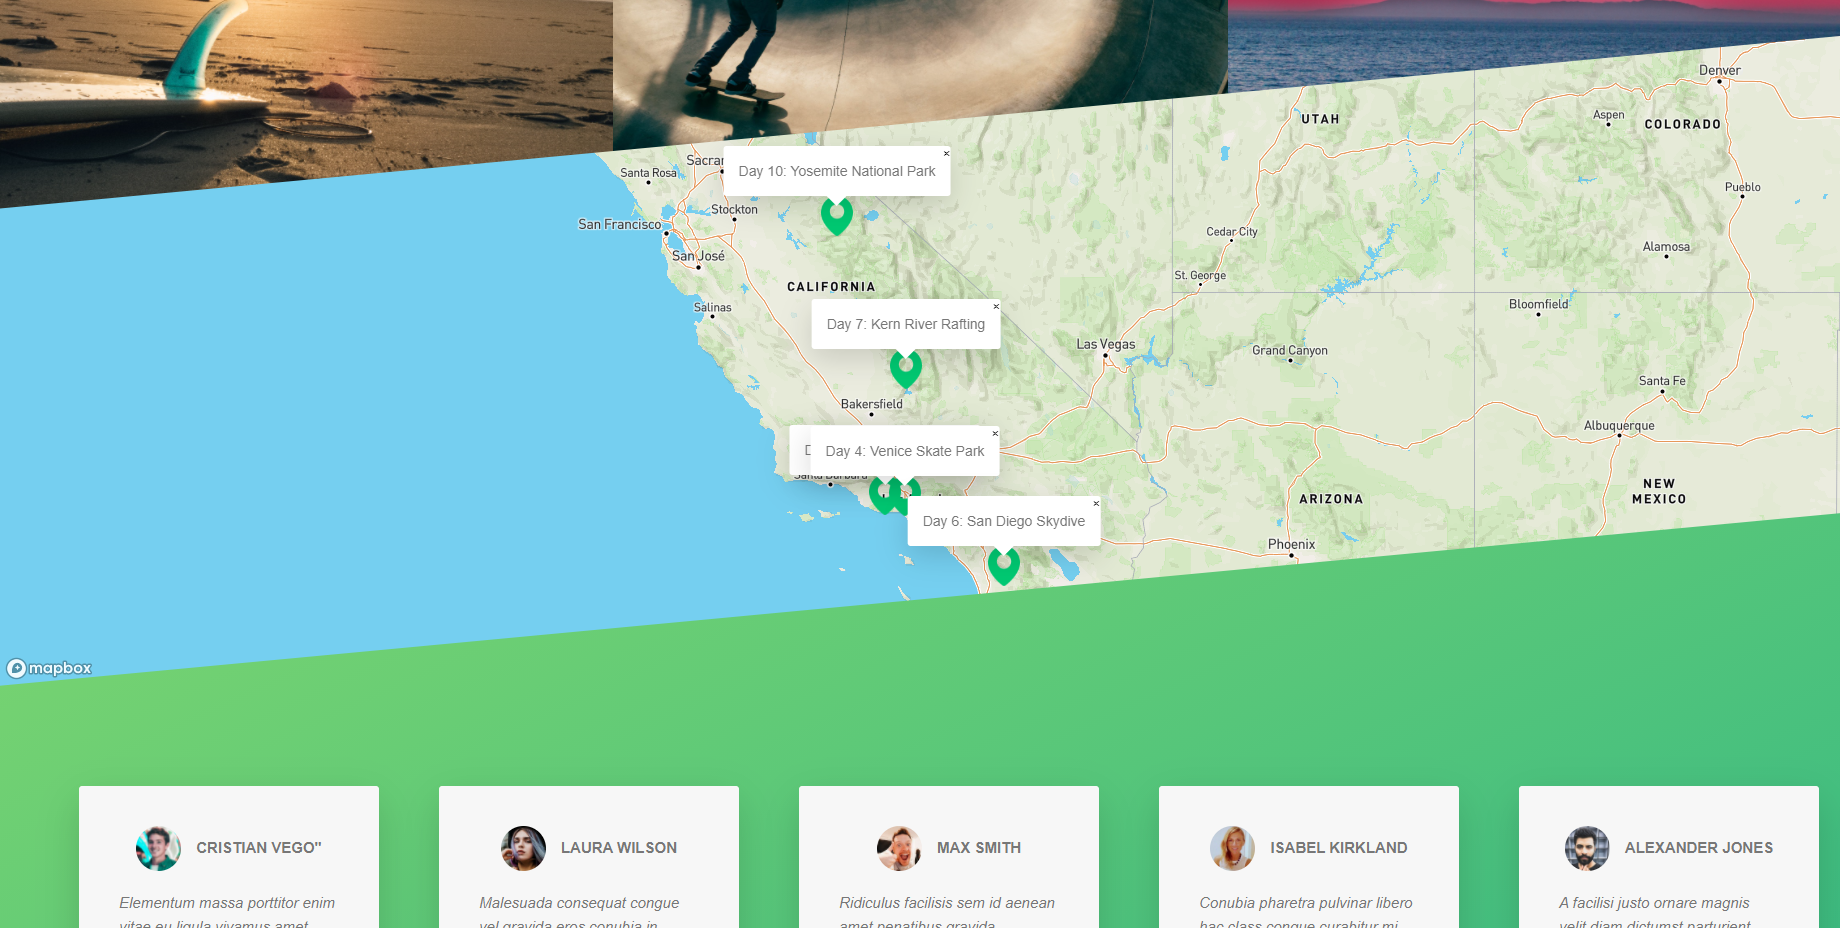 Denver
Aspen
UTAH
COLORADO
Day 10: Yosemite National Park
Santa Rosa
Pueblo
Stockton
San Francisco
Cedar City
Alamosa
San José
St. George
CALIFORNIA
Bloomfield
Salinas
Day 7: Kern River Rafting
Las Vegas
Grand Canyon
Santa Fe
Bakersfield
Albuquerque
Day 4: Venice Skate Park
NEW
MEXICO
ARIZONA
Day 6: San Diego Skydive
Phoenix
mapbox
CRISTIAN VEGO"
LAURA WILSON
MAX SMITH
ISABEL KIRKLAND
ALEXANDER JONES
Elementum massa porttitor enim
vitae eu ligula vivamus amet
Malesuada consequat congue
vel gravida eros conubia in
Ridiculus facilisis sem id aenean
amet penatibus gravida
Conubia pharetra pulvinar libero
hac class congue curabitur mi
A facilisi justo ornare magnis
velit diam dictumst parturient